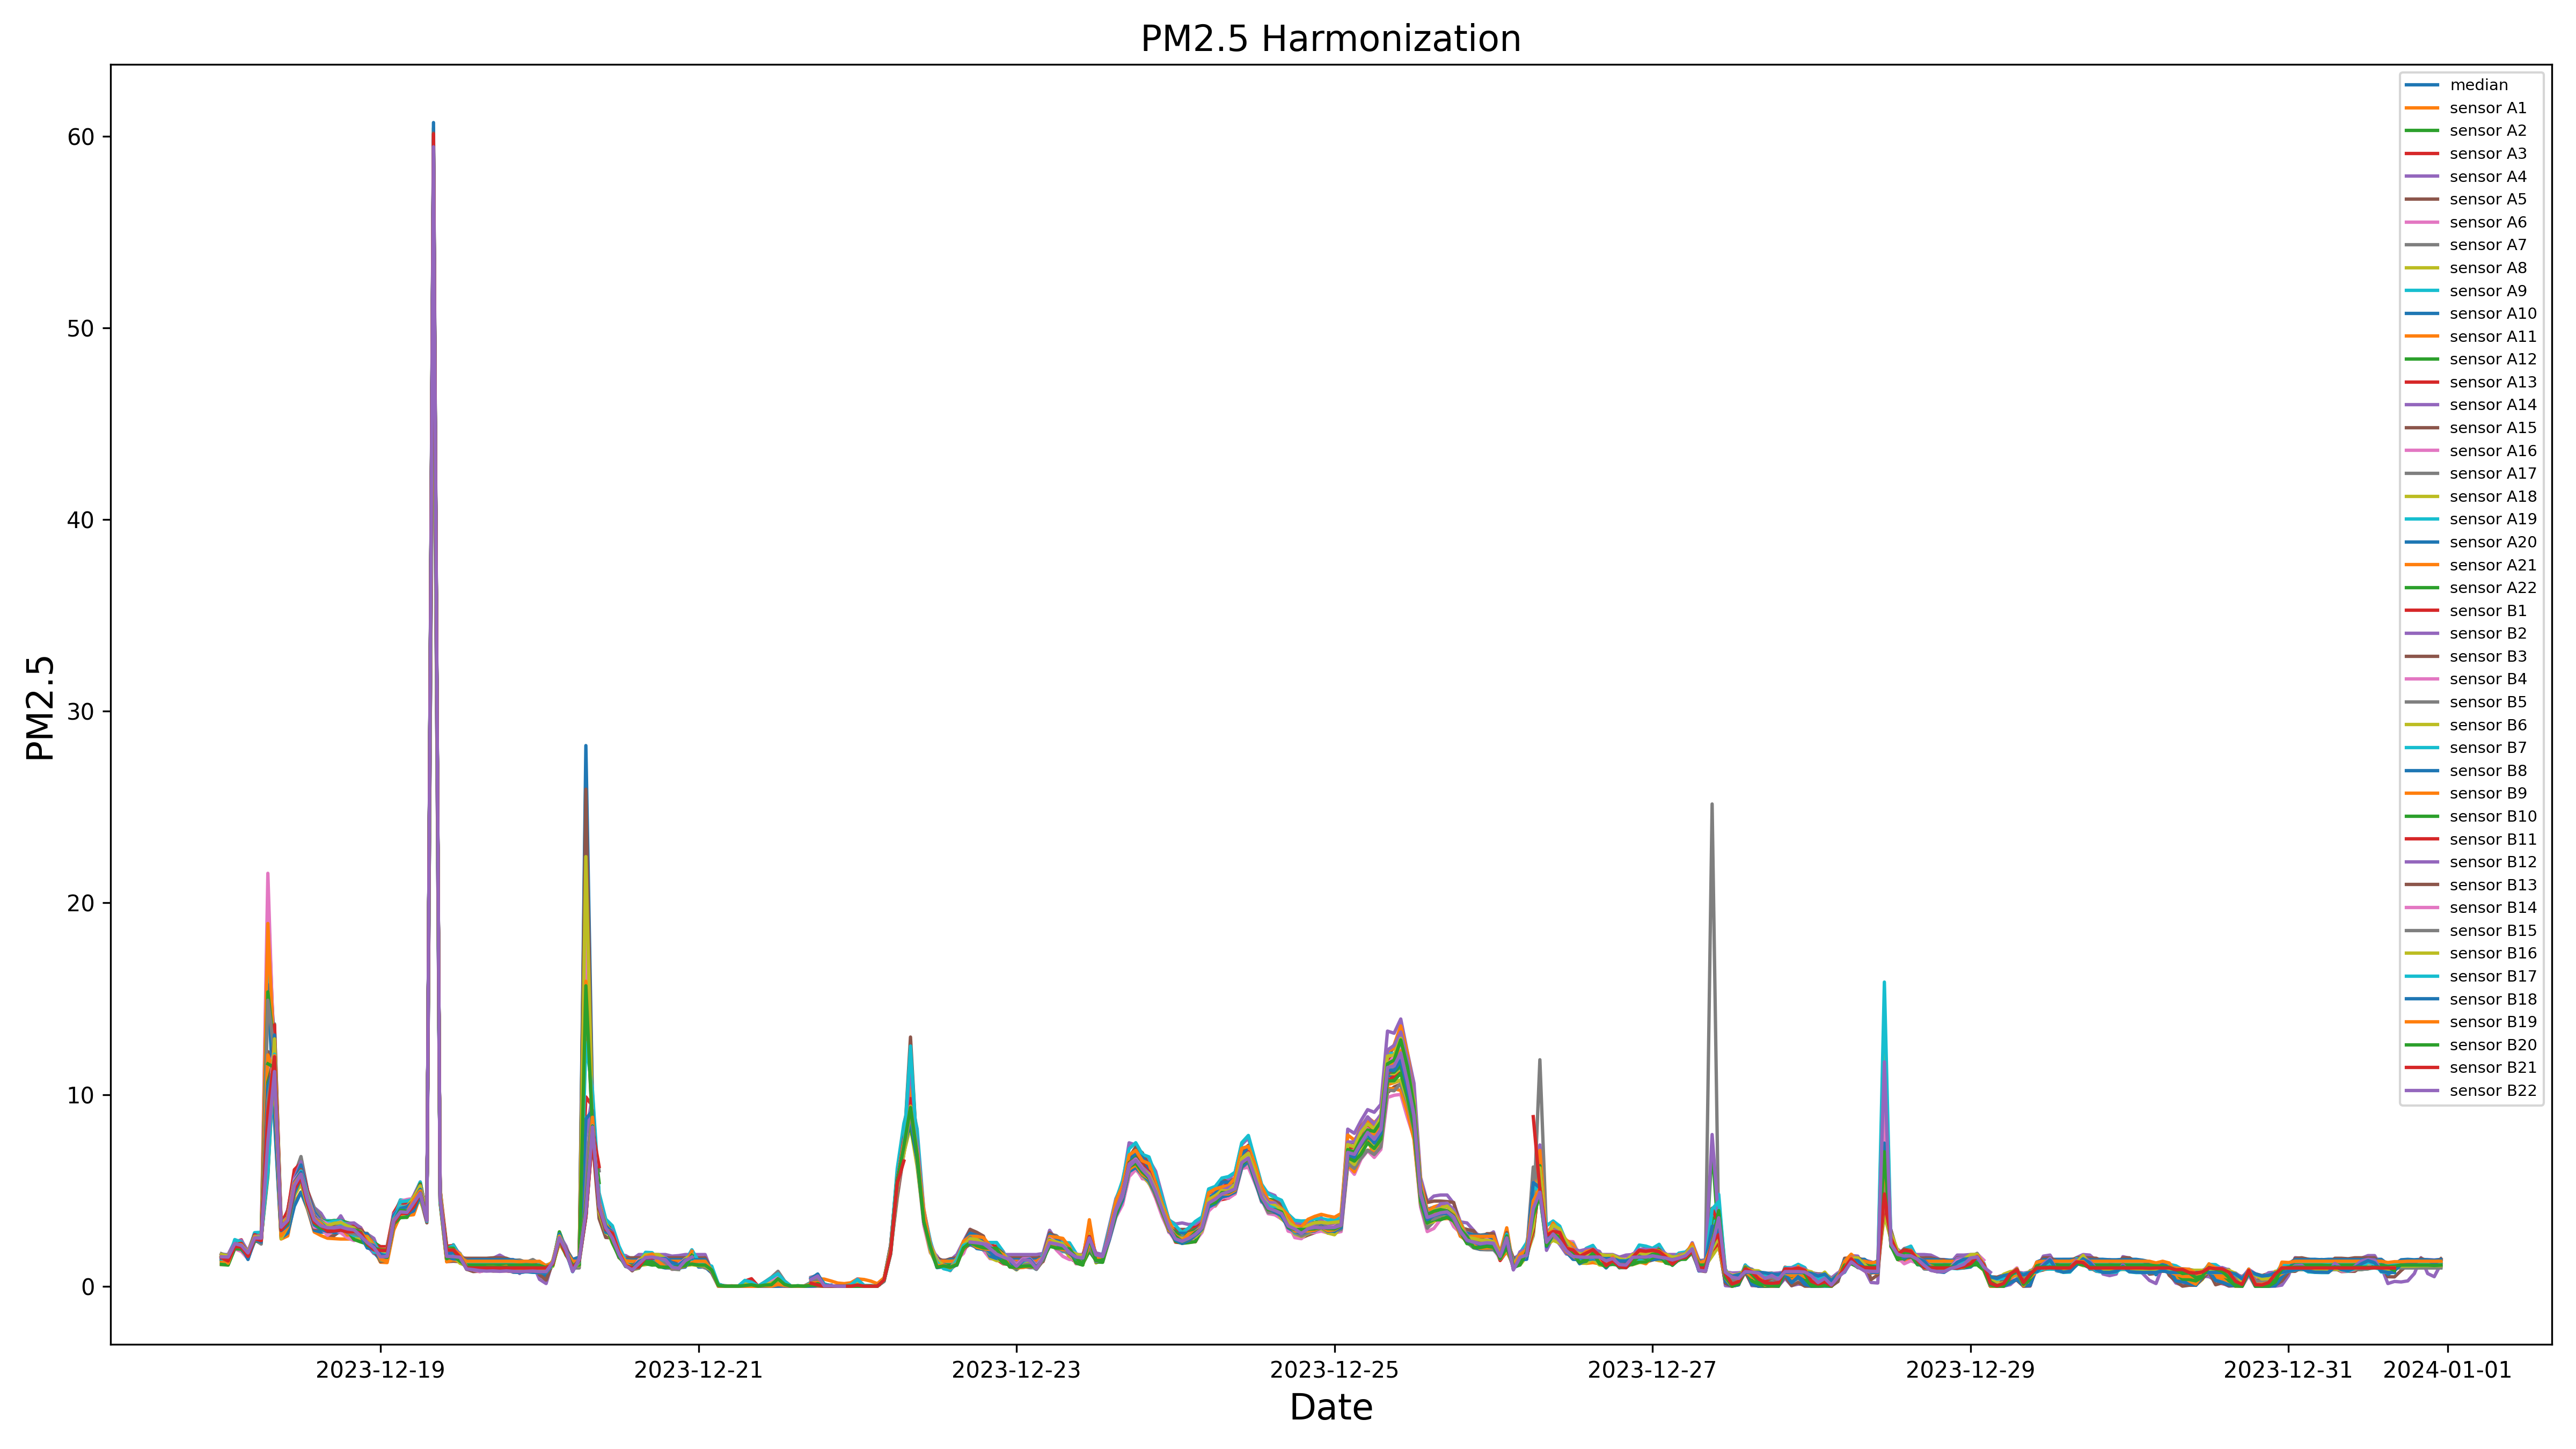 PM2.5 Harmonization
60
50
40
30
20
10
0
PM2.5
median
sensor A1
sensor A2
sensor A3
sensor A4
sensor A5
sensor A6
sensor A7
sensor A8
sensor A9
sensor A10
sensor A11
sensor A12
sensor A13
sensor A14
sensor A15
sensor A16
sensor A17
sensor A18
sensor A19
sensor A20
sensor A21
sensor A22
sensor B1
sensor B2
sensor B3
sensor B4
sensor B5
sensor B6
sensor B7
sensor B8
sensor B9
sensor B10
sensor B11
sensor B12
sensor B13
sensor B14
sensor B15
sensor B16
sensor B17
sensor B18
sensor B19
sensor B20
sensor B21
sensor B22
2023-12-19 2023-12-21 2023-12-23 2023-12-25 2023-12-27 2023-12-29 2023-12-31 2024-01-01
Date